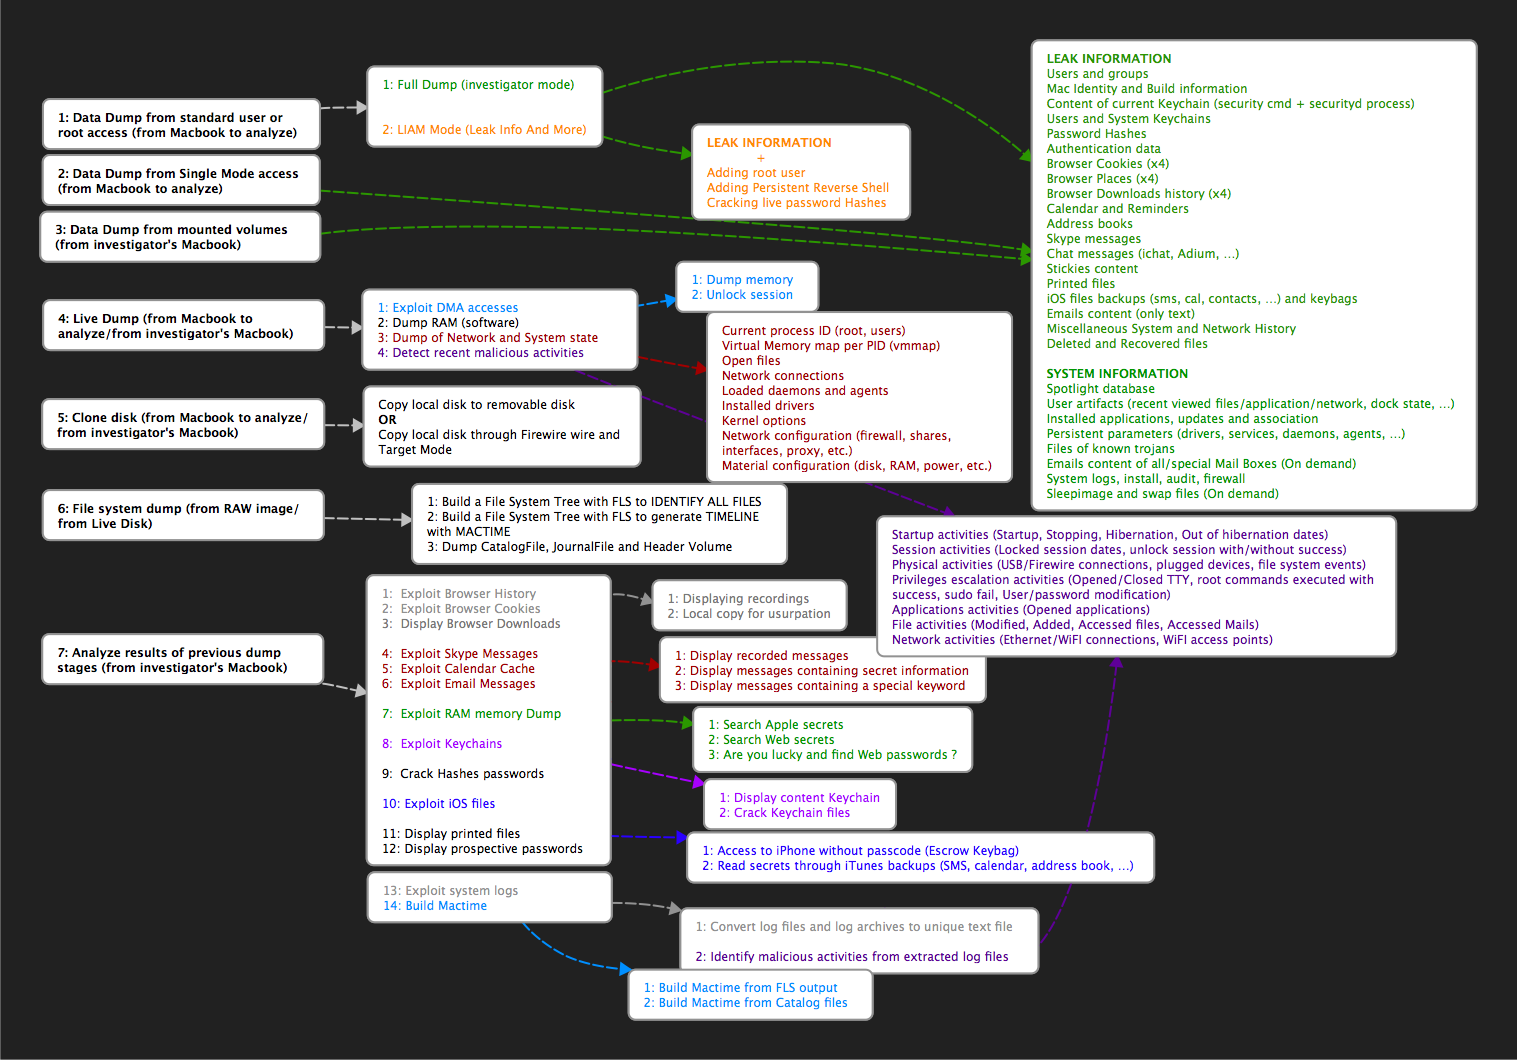 1: Data Dump from standard user or
root access (from Macbook to analyze)
2: Data Dump from Single Mode access
(from Macbook to analyze)
3: Data Dump from mounted volumes
(from investigator's Macbook)
1: Full Dump (investigator mode)
2: LIAM Mode (Leak Info And More)
LEAK INFORMATION
+
Adding root user
Adding Persistent Reverse Shell
Cracking live password Hashes
LEAK INFORMATION
Users and groups
Mac Identity and Build information
Content of current Keychain (security cmd + securityd process)
Users and System Keychains
Password Hashes
Authentication data
Browser Cookies (x4)
Browser Places (x4)
Browser Downloads history (x4)
Calendar and Reminders
Address books
Skype messages
Chat messages (ichat, Adium, ...)
Stickies content
Printed files
iOS files backups (sms, cal, contacts, ...) and keybags
Emails content (only text)
Miscellaneous System and Network History
Deleted and Recovered files
SYSTEM INFORMATION
Spotlight database
User artifacts (recent viewed files/application/network, dock state, ...)
Installed applications, updates and association
Persistent parameters (drivers, services, daemons, agents, ...)
Files of known trojans
Emails content of all/special Mail Boxes (On demand)
System logs, install, audit, firewall
Sleepimage and swap files (On demand)
4: Live Dump (from Macbook to
analyze/from investigator's Macbook)
1: Exploit DMA accesses
2: Dump RAM (software)
3: Dump of Network and System state
4: Detect recent malicious activities
1: Dump memory
2: Unlock session
Current process ID (root, users)
Virtual Memory map per PID (vmmap)
Open files
Network connections
Loaded daemons and agents
Installed drivers
Kernel options
Network configuration (firewall, shares,
interfaces, proxy, etc.)
Material configuration (disk, RAM, power, etc.)
5: Clone disk (from Macbook to analyze/
from investigator's Macbook)
Copy local disk to removable disk
OR
Copy local disk through Firewire wire and
Target Mode
6: File system dump (from RAW image/
from Live Disk)
1: Build a File System Tree with FLS to IDENTIFY ALL FILES
2: Build a File System Tree with FLS to generate TIMELINE
with MACTIME
3: Dump CatalogFile, JournalFile and Header Volume
Startup activities (Startup, Stopping, Hibernation, Out of hibernation dates)
Session activities (Locked session dates, unlock session with/without success)
Physical activities (USB/Firewire connections, plugged devices, file system events)
Privileges escalation activities (Opened/Closed TTY, root commands executed with
success, sudo fail, User/password modification)
Applications activities (Opened applications)
File activities (Modified, Added, Accessed files, Accessed Mails)
Network activities (Ethernet/WiFI connections, WiFI access points)
7: Analyze results of previous dump
stages (from investigator's Macbook)
1: Exploit Browser History
2: Exploit Browser Cookies
3: Display Browser Downloads
4: Exploit Skype Messages
5: Exploit Calendar Cache
6: Exploit Email Messages
7: Exploit RAM memory Dump
8: Exploit Keychains
9: Crack Hashes passwords
10: Exploit iOS files
11: Display printed files
12: Display prospective passwords
1: Displaying recordings
2: Local copy for usurpation
1: Display recorded messages
2: Display messages containing secret information
3: Display messages containing a special keyword
1: Search Apple secrets
2: Search Web secrets
3: Are you lucky and find Web passwords ?
1: Display content Keychain
2: Crack Keychain files
1: Access to iPhone without passcode (Escrow Keybag)
2: Read secrets through iTunes backups (SMS, calendar, address book, ...)
13: Exploit system logs
14: Build Mactime
1: Convert log files and log archives to unique text file
2: Identify malicious activities from extracted log files
1: Build Mactime from FLS output
2: Build Mactime from Catalog files